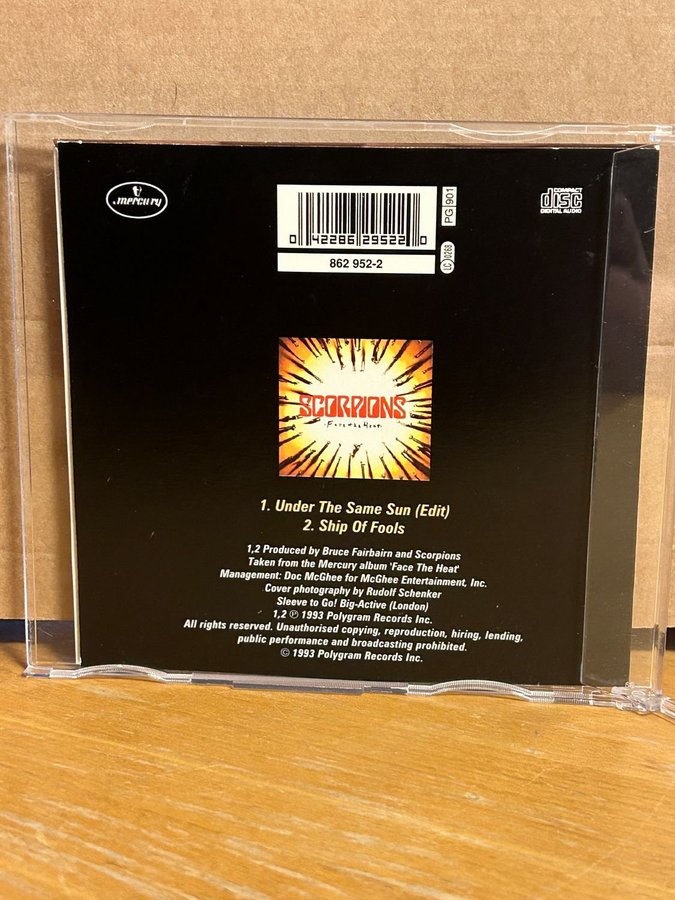 mercury
PG 901
COMPACT
disc
DIGITAL AUDIO
0 42286 29522 0
862 952-2
LC 0268
SCORPIONS
Face the Heat
1. Under The Same Sun (Edit)
2. Ship Of Fools
1,2 Produced by Bruce Fairbairn and Scorpions
Taken from the Mercury album 'Face The Heat'
Management: Doc McGhee for McGhee Entertainment, Inc.
Cover photography by Rudolf Schenker
Sleeve to Go! Big-Active (London)
1,2 ℗ 1993 Polygram Records Inc.
All rights reserved. Unauthorised copying, reproduction, hiring, lending,
public performance and broadcasting prohibited.
© 1993 Polygram Records Inc.